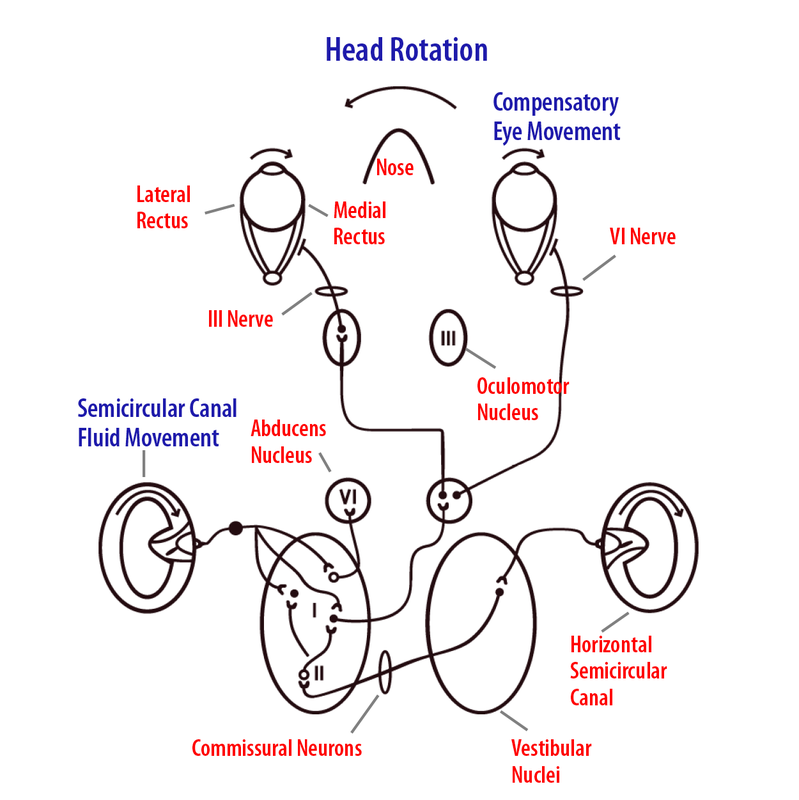 Head Rotation
Compensatory
Eye Movement
Nose
Lateral
Rectus
Medial
Rectus
VI Nerve
III Nerve
III
Oculomotor
Nucleus
Semicircular Canal
Fluid Movement
Abducens
Nucleus
VI
I
II
Horizontal
Semicircular
Canal
Commissural Neurons
Vestibular
Nuclei